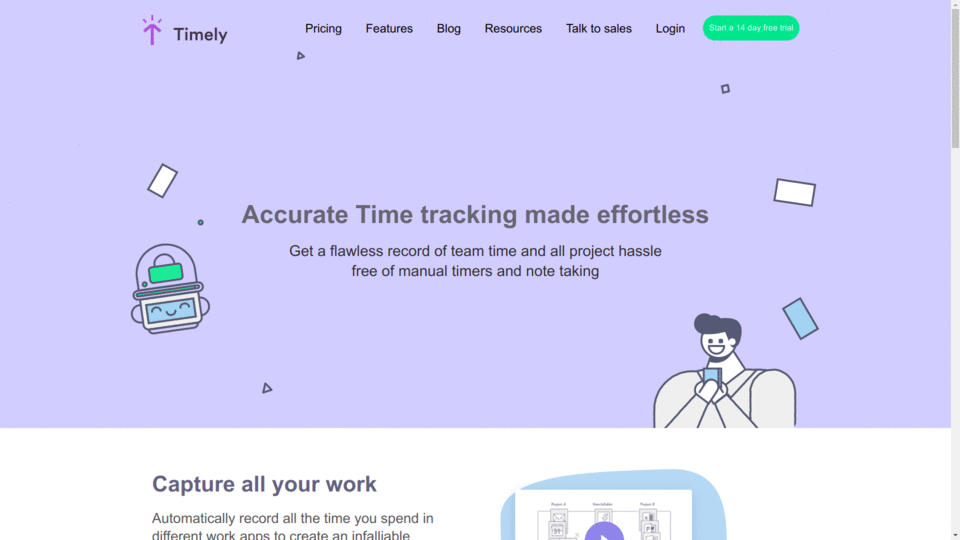 Timely
Pricing
Features
Blog
Resources
Talk to sales
Login
Start a 14 day free trial
Accurate Time tracking made effortless
Get a flawless record of team time and all project hassle
free of manual timers and note taking
Capture all your work
Automatically record all the time you spend in
different work apps to create an infalliable
Project A
Project B